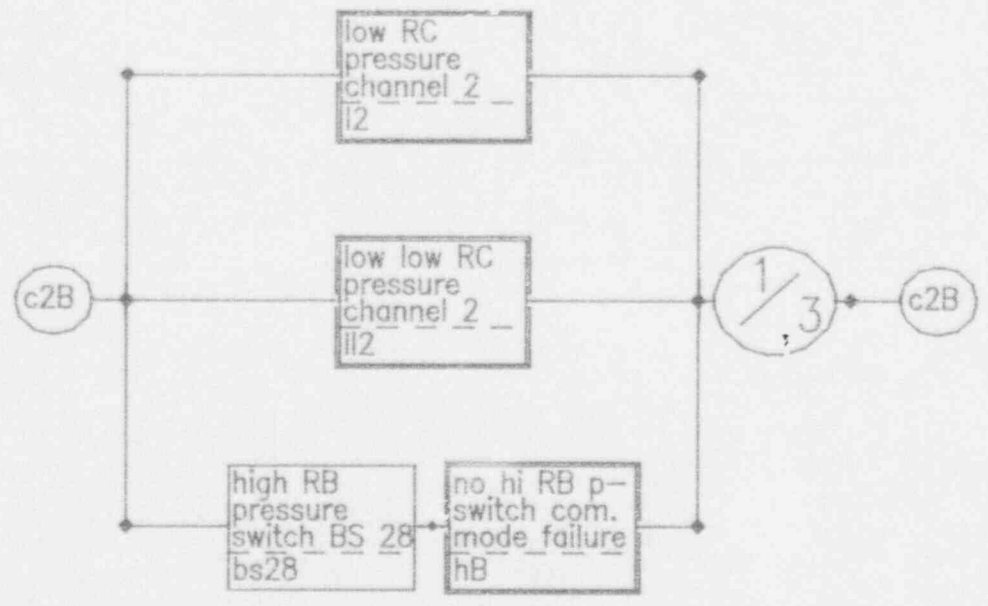 low RC
pressure
channel 2
l2
low low RC
pressure
channel 2
ll2
c2B
1/3
c2B
high RB
pressure
switch BS 28
bs28
no hi RB p-
switch com.
mode failure
hB